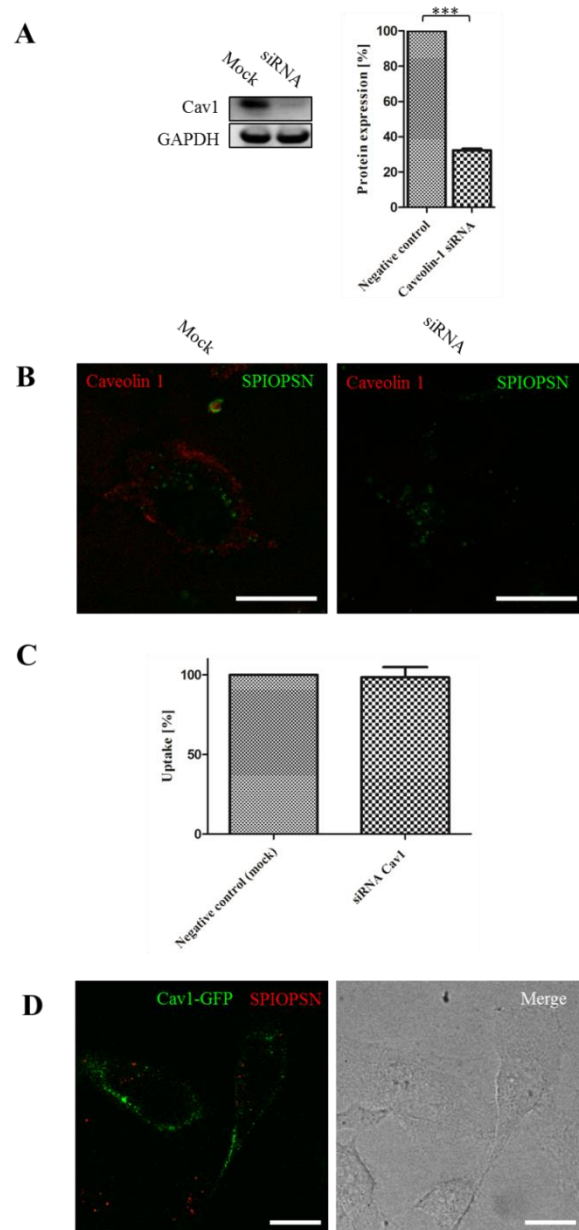 A
Mock
siRNA
Cav1
GAPDH
Protein expression [%]
100
80
60
40
20
0
***
Negative control
Caveolin-1 siRNA
Mock
siRNA
B
Caveolin 1
SPIOPSN
Caveolin 1
SPIOPSN
C
Uptake [%]
100
50
0
Negative control (mock)
siRNA Cav1
D
Cav1-GFP
SPIOPSN
Merge